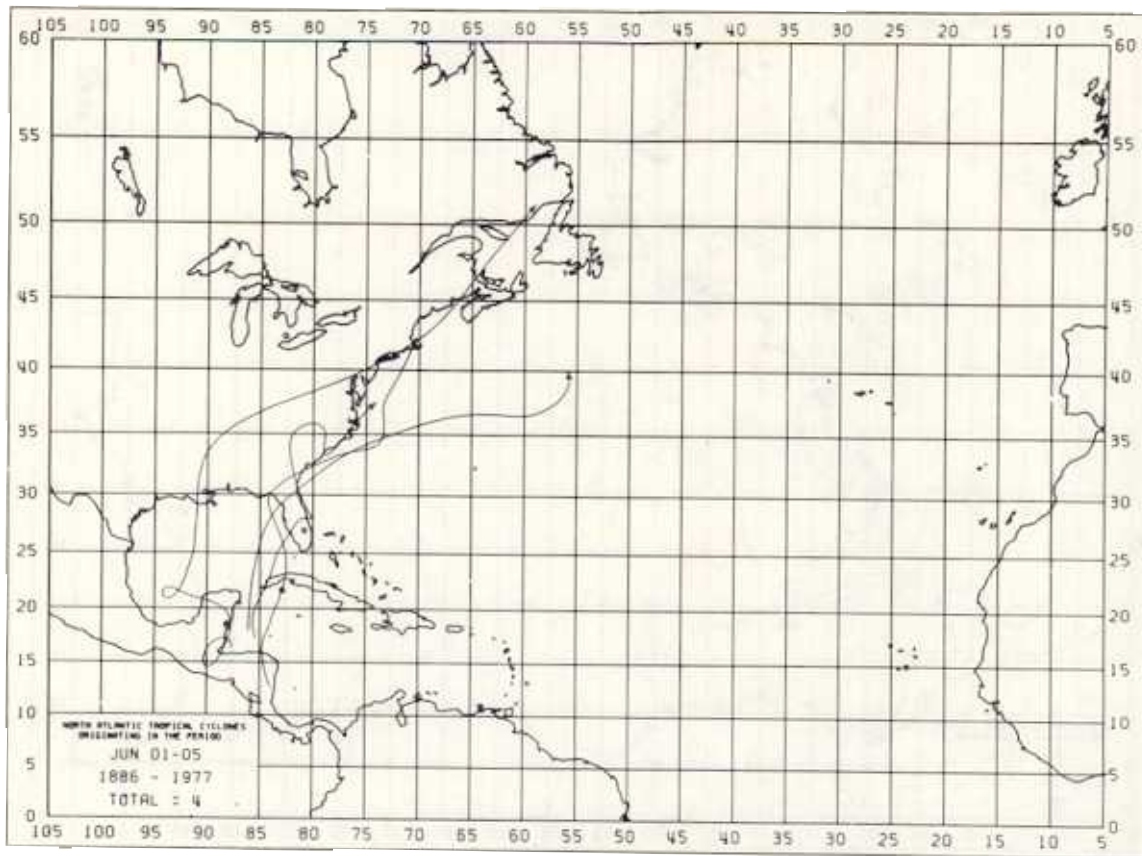 105 100 95 90 85 80 75 70 65 60 55 50 45 40 35 30 25 20 15 10 5
60 60
55 55
50 50
45 45
40 40
35 35
30 30
25 25
20 20
15 15
10 10
NORTH ATLANTIC TROPICAL CYCLONES
ORIGINATING IN THE PERIOD
JUN 01-05
5 5
1886 - 1977
TOTAL = 4
0 0
105 100 95 90 85 80 75 70 65 60 55 50 45 40 35 30 25 20 15 10 5